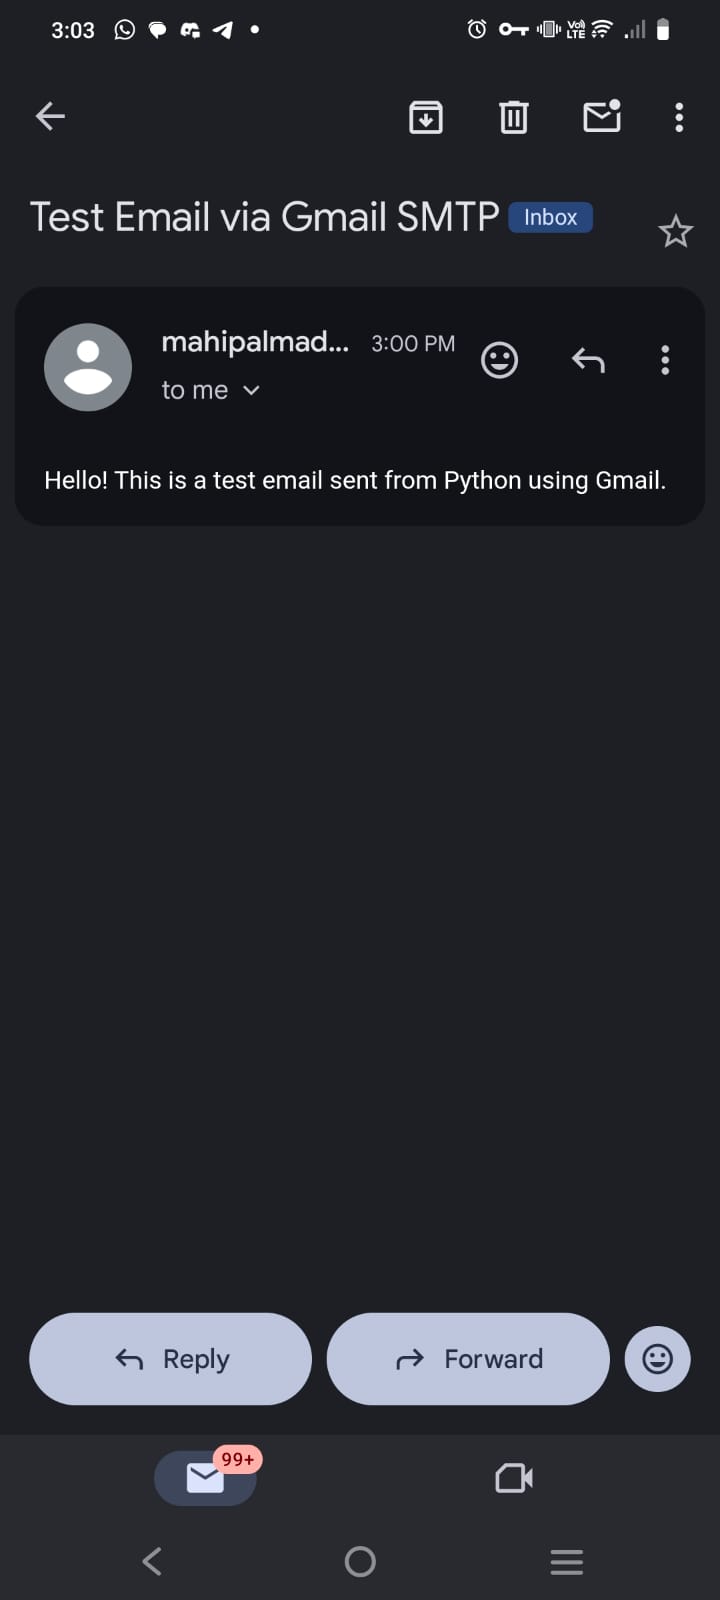 3:03
Vo) LTE
Test Email via Gmail SMTP Inbox
mahipalmad... 3:00 PM
to me
Hello! This is a test email sent from Python using Gmail.
Reply Forward
99+